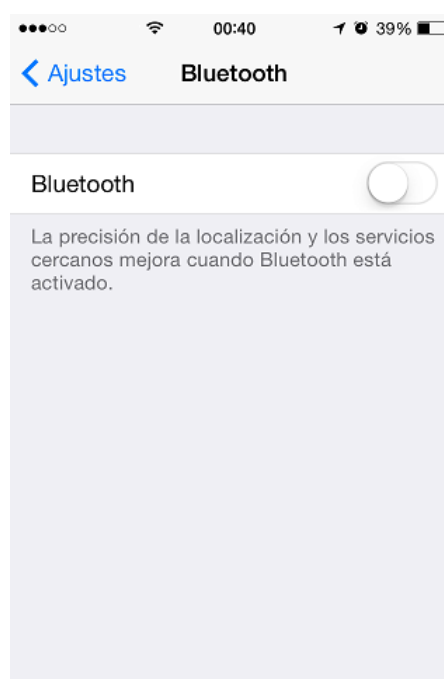 00:40 39%
Ajustes Bluetooth
Bluetooth
La precisión de la localización y los servicios
cercanos mejora cuando Bluetooth está
activado.